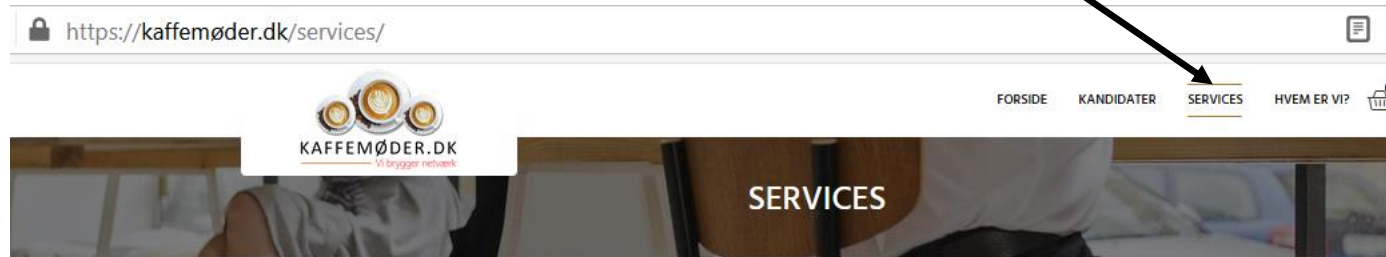 https://kaffemøder.dk/services/
FORSIDE KANDIDATER SERVICES HVEM ER VI?
KAFFEMØDER.DK
Vi brygger netværk
SERVICES